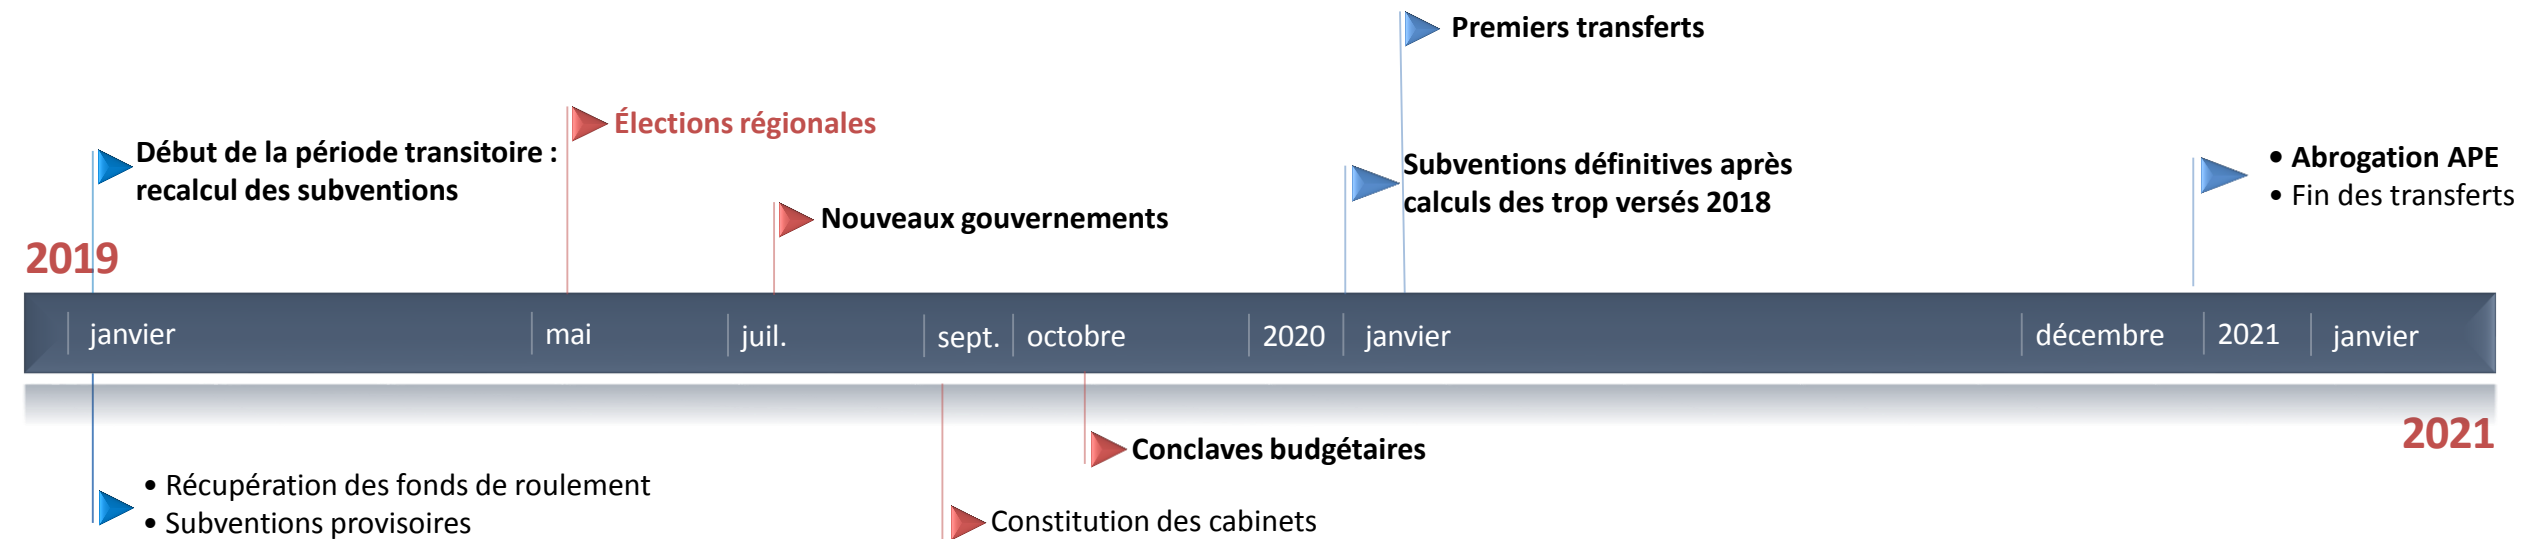 Premiers transferts
Élections régionales
Début de la période transitoire :
recalcul des subventions
Subventions définitives après
calculs des trop versés 2018
• Abrogation APE
• Fin des transferts
Nouveaux gouvernements
2019
janvier
mai
juil.
sept.
octobre
2020
janvier
décembre
2021
janvier
2021
Conclaves budgétaires
• Récupération des fonds de roulement
• Subventions provisoires
Constitution des cabinets